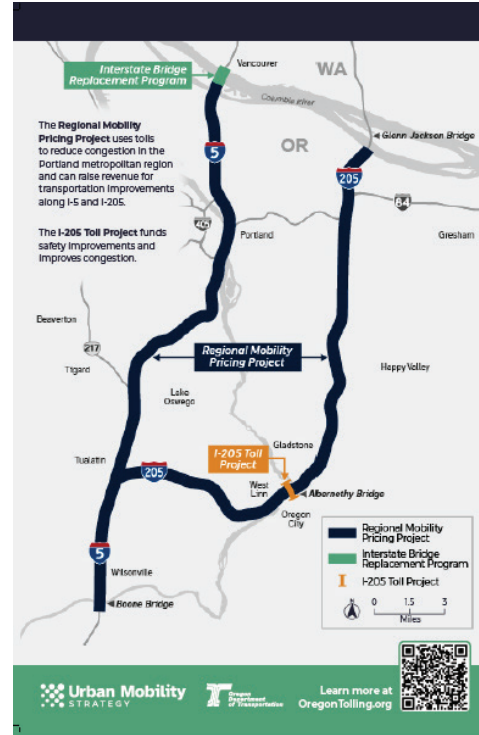 Interstate Bridge
Replacement Program
Vancouver
WA
Columbia River
OR
Glenn Jackson Bridge
The Regional Mobility
Pricing Project uses tolls
to reduce congestion in the
Portland metropolitan region
and can raise revenue for
transportation improvements
along I-5 and I-205.
The I-205 Toll Project funds
safety improvements and
improves congestion.
5
205
405
84
Portland
Gresham
Beaverton
217
Tigard
Regional Mobility
Pricing Project
Happy Valley
Lake
Oswego
Gladstone
I-205 Toll
Project
Tualatin
205
West
Linn
Abernethy Bridge
Oregon
City
5
Wilsonville
Boone Bridge
Regional Mobility
Pricing Project
Interstate Bridge
Replacement Program
I-205 Toll Project
N
0 1.5 3
Miles
Urban Mobility
STRATEGY
Oregon
Department
of Transportation
Learn more at
OregonTolling.org